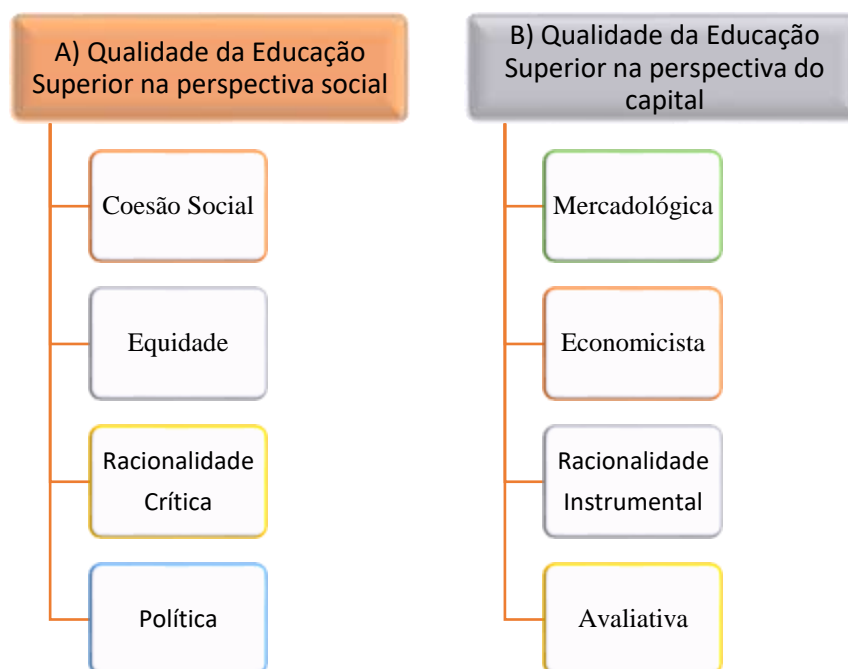 A) Qualidade da Educação
Superior na perspectiva social
Coesão Social
Equidade
Racionalidade
Crítica
Política
B) Qualidade da Educação
Superior na perspectiva do
capital
Mercadológica
Economicista
Racionalidade
Instrumental
Avaliativa